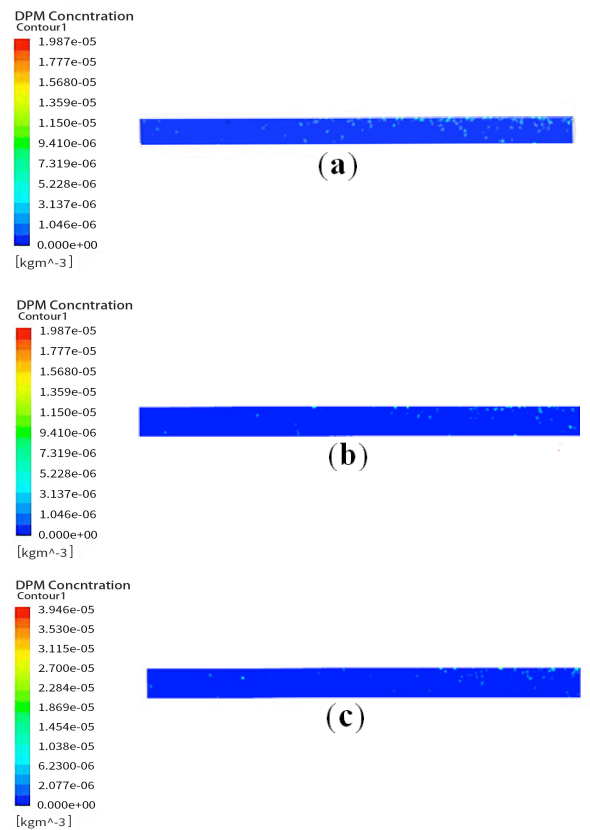 DPM Concntration
Contour1
1.987e-05
1.777e-05
1.5680-05
1.359e-05
1.150e-05
9.410e-06
7.319e-06
5.228e-06
3.137e-06
1.046e-06
0.000e+00
[kgm^-3]
(a)
DPM Concntration
Contour1
1.987e-05
1.777e-05
1.5680-05
1.359e-05
1.150e-05
9.410e-06
7.319e-06
5.228e-06
3.137e-06
1.046e-06
0.000e+00
[kgm^-3]
(b)
DPM Concntration
Contour1
3.946e-05
3.530e-05
3.115e-05
2.700e-05
2.284e-05
1.869e-05
1.454e-05
1.038e-05
6.2300-06
2.077e-06
0.000e+00
[kgm^-3]
(c)